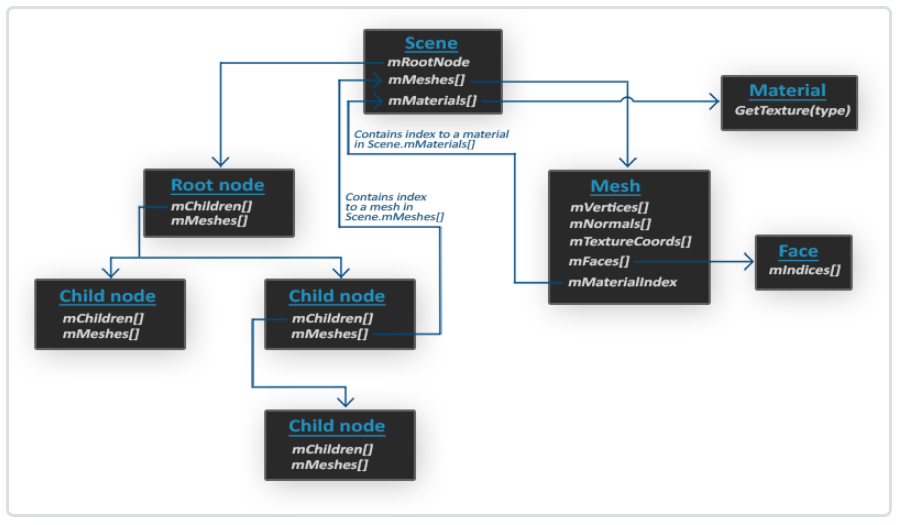 Scene
mRootNode
mMeshes[]
mMaterials[]
Material
GetTexture(type)
Contains index to a material
in Scene.mMaterials[]
Root node
mChildren[]
mMeshes[]
Contains index
to a mesh in
Scene.mMeshes[]
Mesh
mVertices[]
mNormals[]
mTextureCoords[]
mFaces[]
mMaterialIndex
Face
mIndices[]
Child node
mChildren[]
mMeshes[]
Child node
mChildren[]
mMeshes[]
Child node
mChildren[]
mMeshes[]